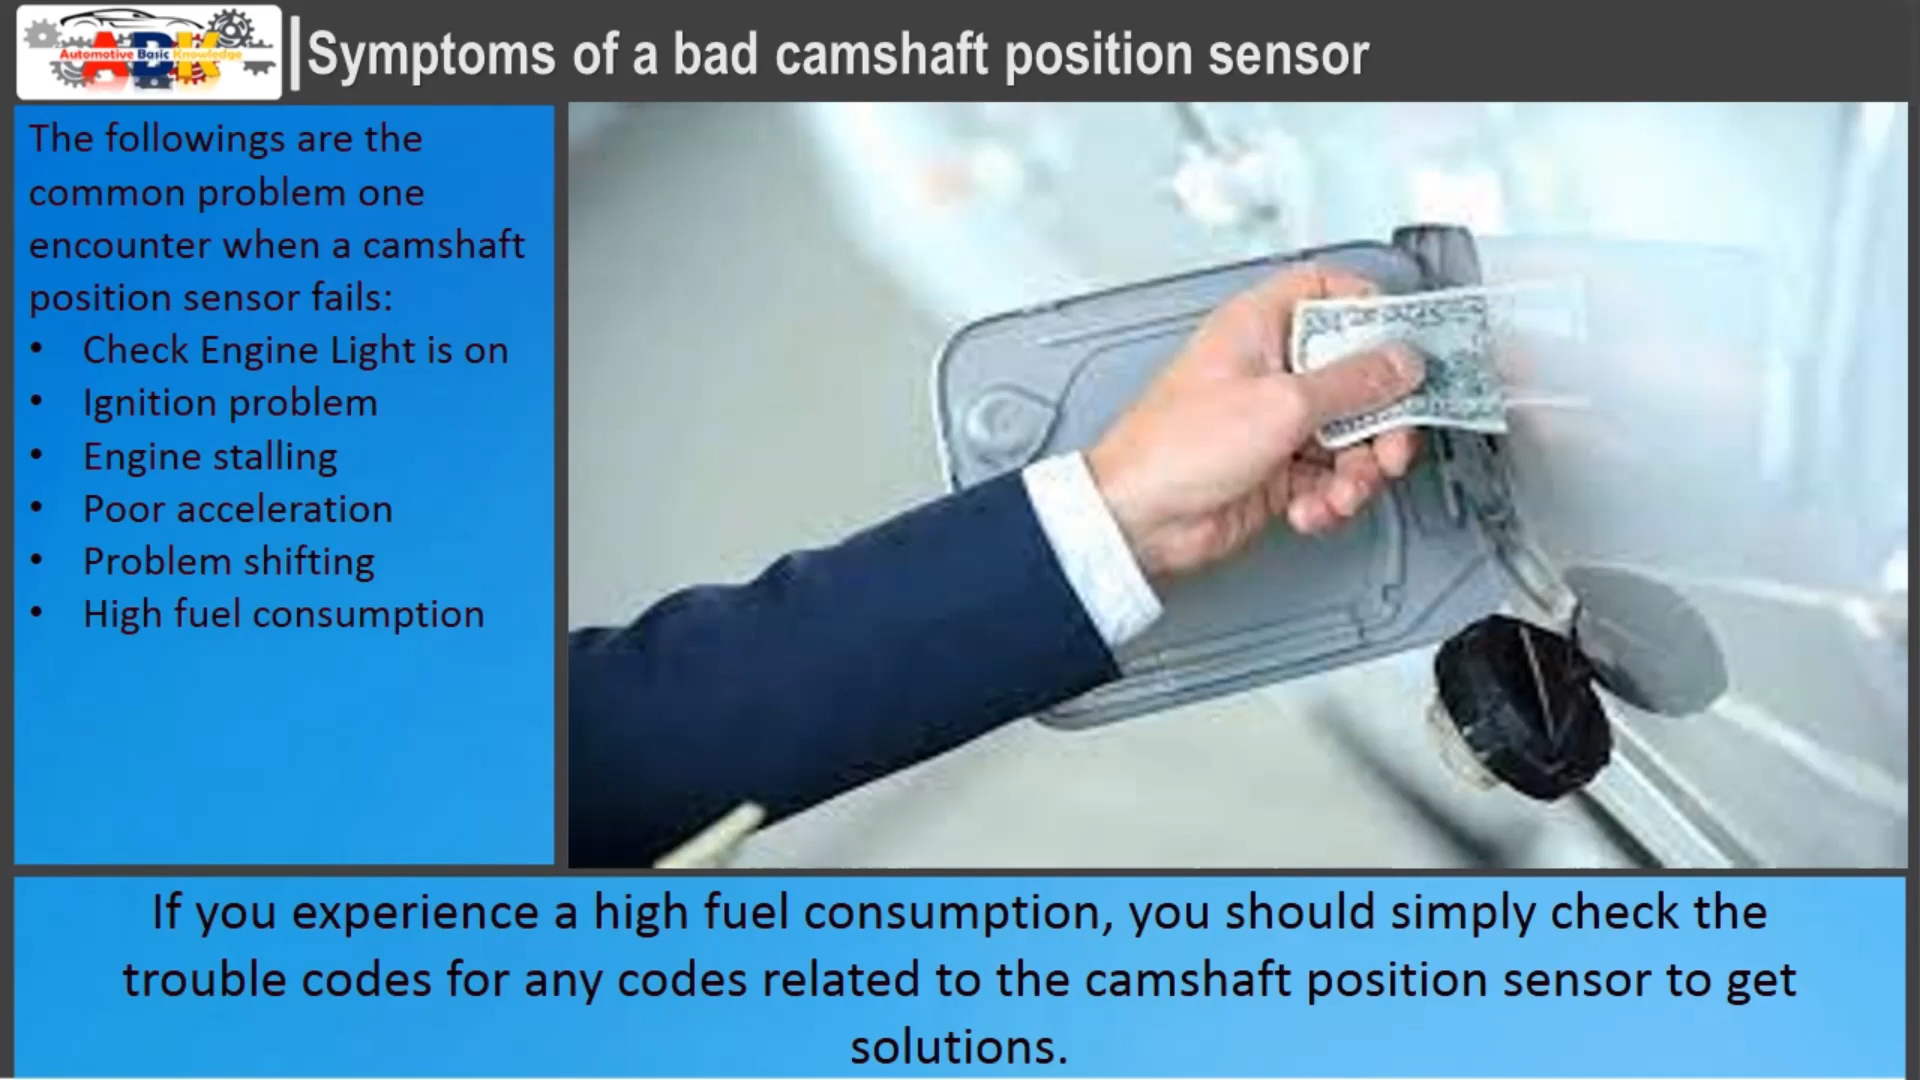 ABK
Automotive Basic Knowledge
Symptoms of a bad camshaft position sensor
The followings are the
common problem one
encounter when a camshaft
position sensor fails:
• Check Engine Light is on
• Ignition problem
• Engine stalling
• Poor acceleration
• Problem shifting
• High fuel consumption
If you experience a high fuel consumption, you should simply check the
trouble codes for any codes related to the camshaft position sensor to get
solutions.